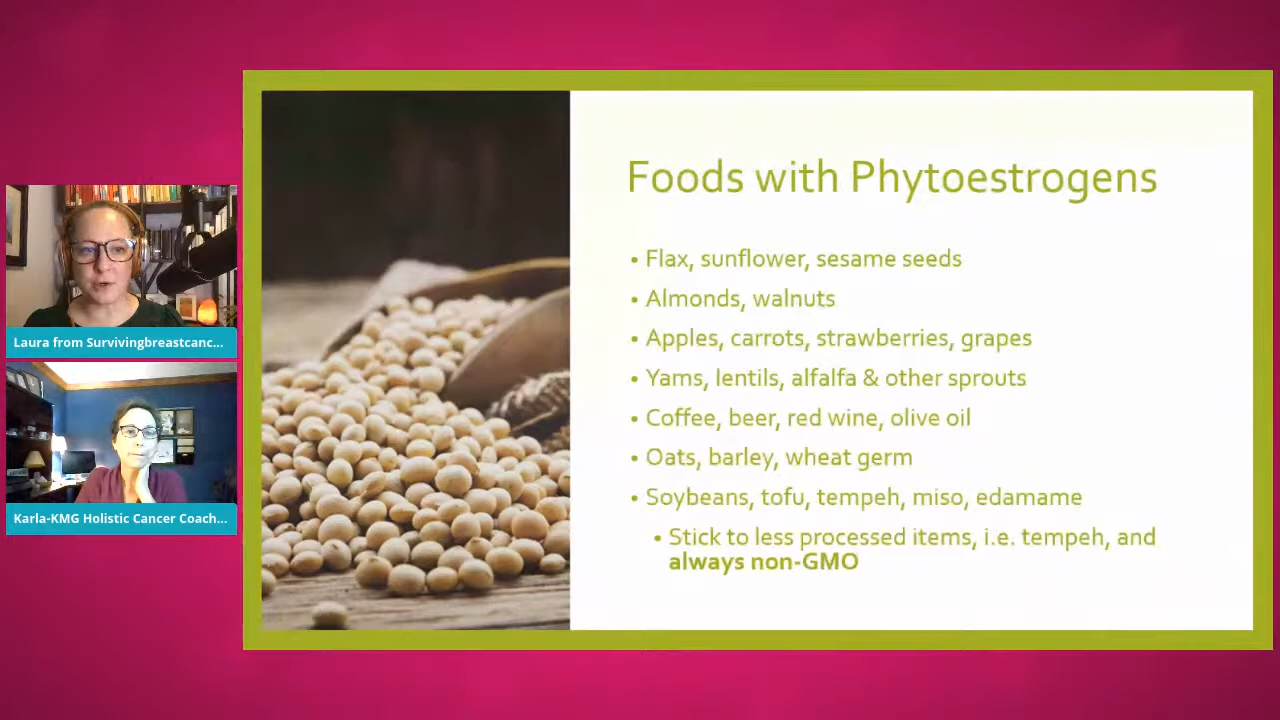 Foods with Phytoestrogens
• Flax, sunflower, sesame seeds
• Almonds, walnuts
• Apples, carrots, strawberries, grapes
• Yams, lentils, alfalfa & other sprouts
• Coffee, beer, red wine, olive oil
• Oats, barley, wheat germ
• Soybeans, tofu, tempeh, miso, edamame
• Stick to less processed items, i.e. tempeh, and
always non-GMO
Laura from Survivingbreastcanc...
Karla-KMG Holistic Cancer Coach...